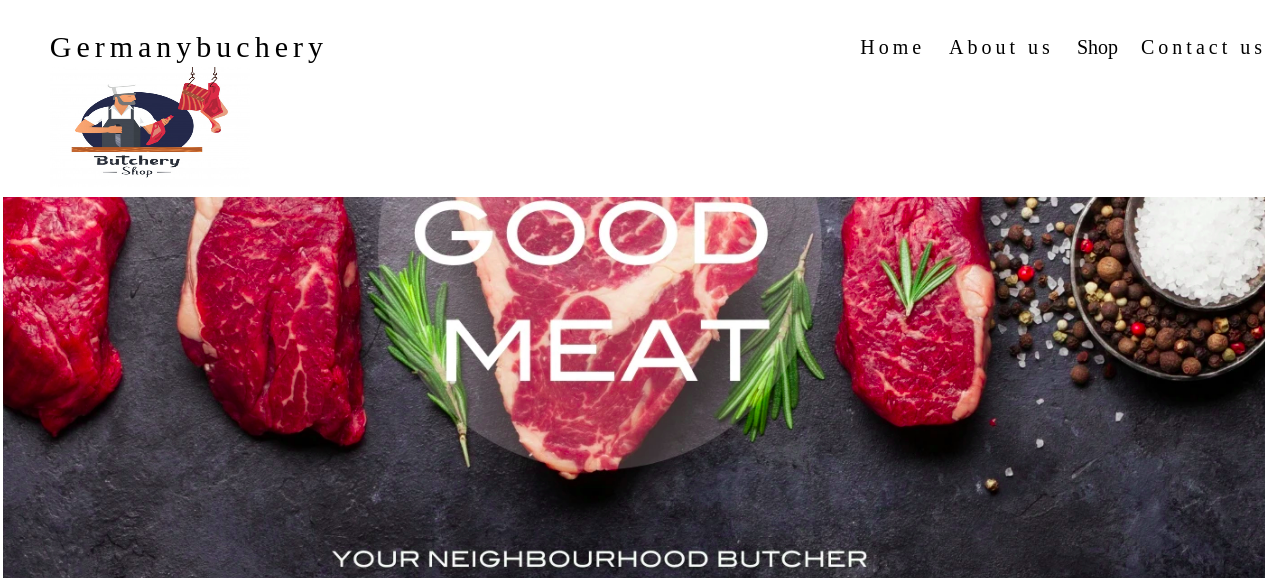 Germanybuchery
Home About us Shop Contact us
Butchery
Shop
GOOD
MEAT
YOUR NEIGHBOURHOOD BUTCHER